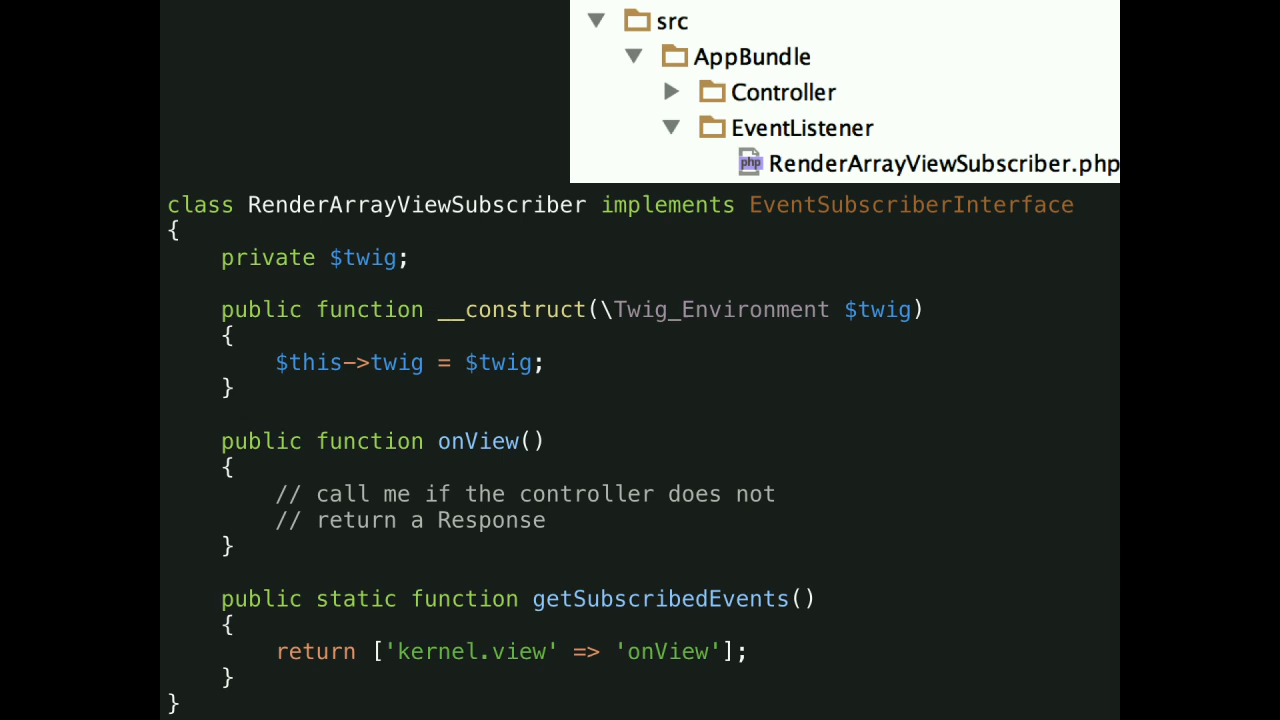 src
AppBundle
Controller
EventListener
php RenderArrayViewSubscriber.php
class RenderArrayViewSubscriber implements EventSubscriberInterface
{
    private $twig;

    public function __construct(\Twig_Environment $twig)
    {
        $this->twig = $twig;
    }

    public function onView()
    {
        // call me if the controller does not
        // return a Response
    }

    public static function getSubscribedEvents()
    {
        return ['kernel.view' => 'onView'];
    }
}